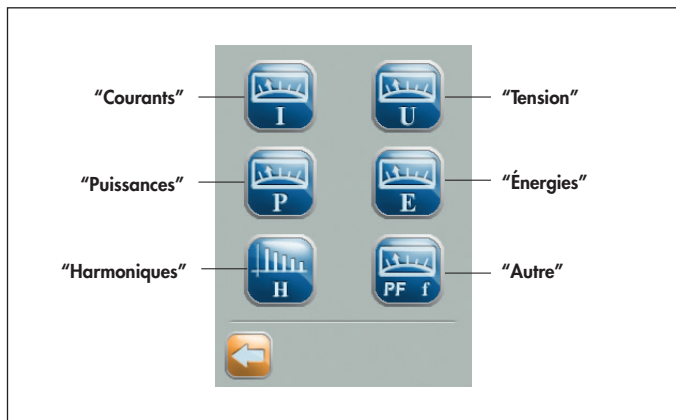 “Courants”
I
U
“Tension”
“Puissances”
P
E
“Énergies”
“Harmoniques”
H
PF f
“Autre”